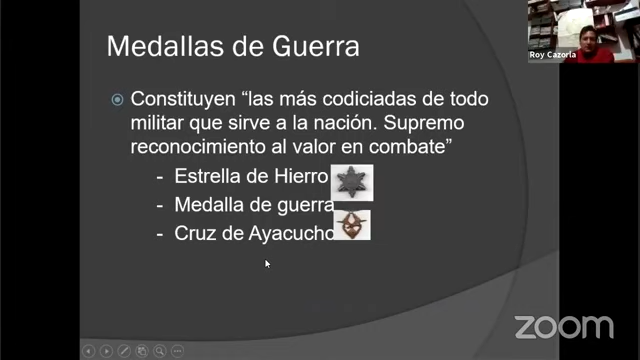 Medallas de Guerra
Roy Cazorla
Constituyen “las más codiciadas de todo
militar que sirve a la nación. Supremo
reconocimiento al valor en combate”
- Estrella de Hierro
- Medalla de guerra
- Cruz de Ayacucho
zoom